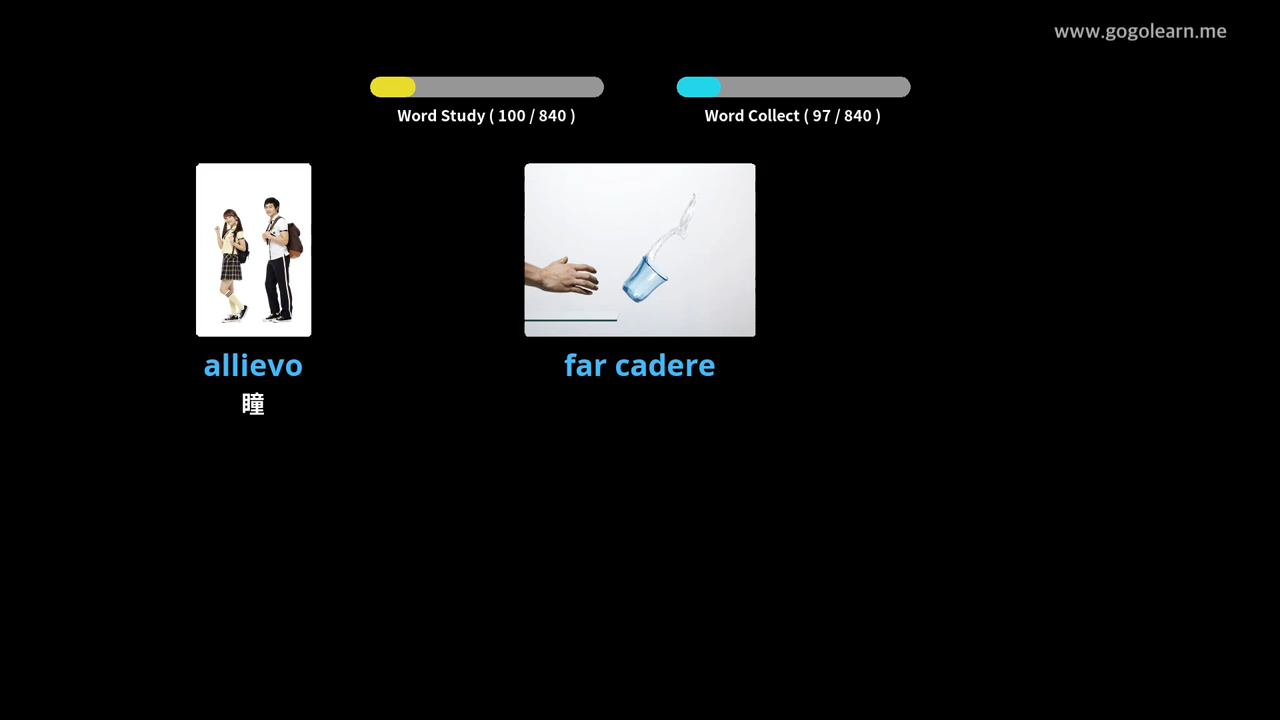 www.gogolearn.me
Word Study ( 100 / 840 )
Word Collect ( 97 / 840 )
allievo
瞳
far cadere